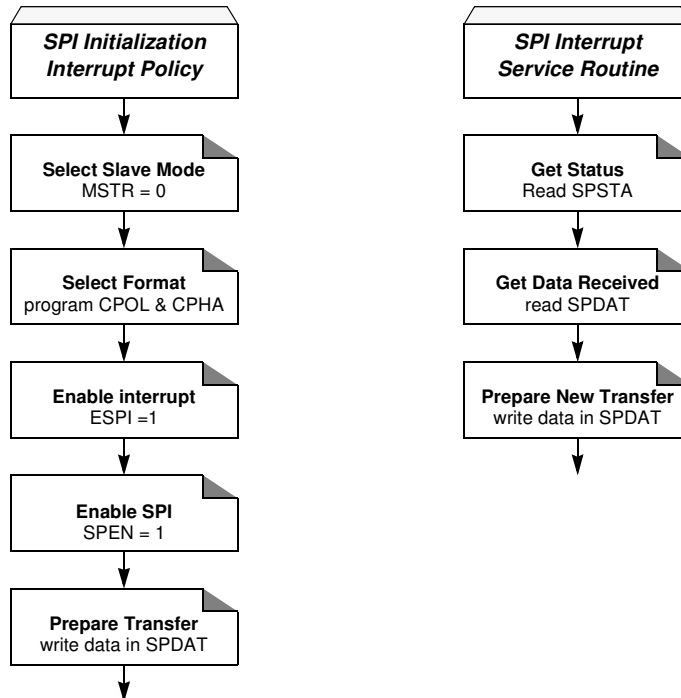 SPI Initialization
Interrupt Policy
Select Slave Mode
MSTR = 0
Select Format
program CPOL & CPHA
Enable interrupt
ESPI =1
Enable SPI
SPEN = 1
Prepare Transfer
write data in SPDAT
SPI Interrupt
Service Routine
Get Status
Read SPSTA
Get Data Received
read SPDAT
Prepare New Transfer
write data in SPDAT